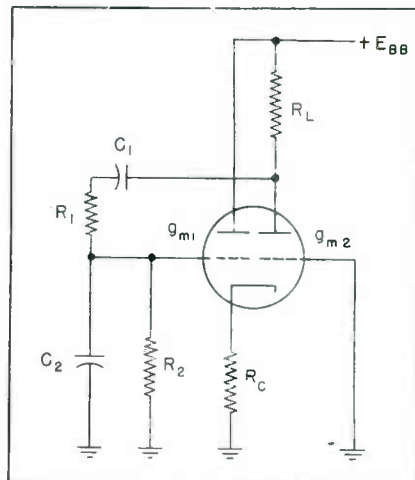 + E_BB
R_L
C_1
R_1
g_m1
g_m2
C_2
R_2
R_C